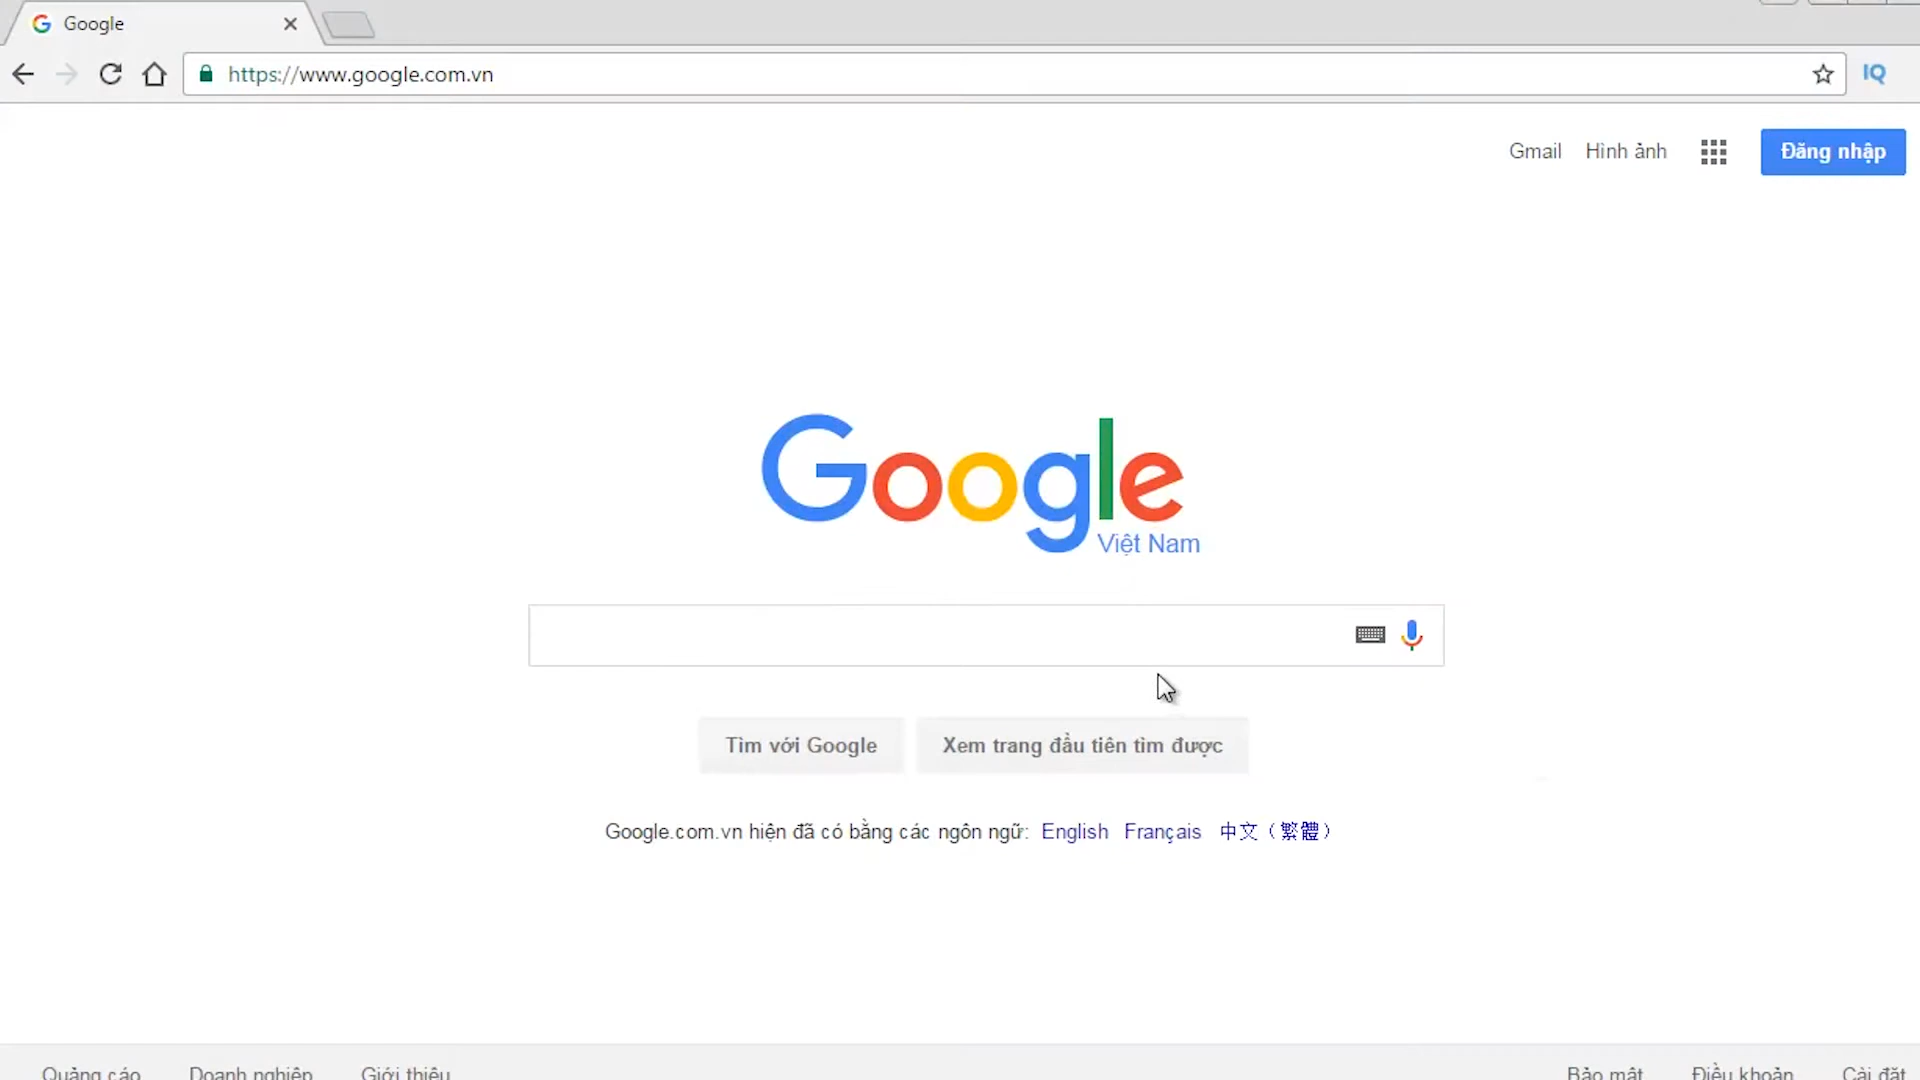 Google
https://www.google.com.vn
IQ
Gmail Hình ảnh Đăng nhập
Google
Việt Nam
Tìm với Google Xem trang đầu tiên tìm được
Google.com.vn hiện đã có bằng các ngôn ngữ: English Français 中文（繁體）
Quảng cáo Doanh nghiệp Giới thiệu Bảo mật Điều khoản Cài đặt